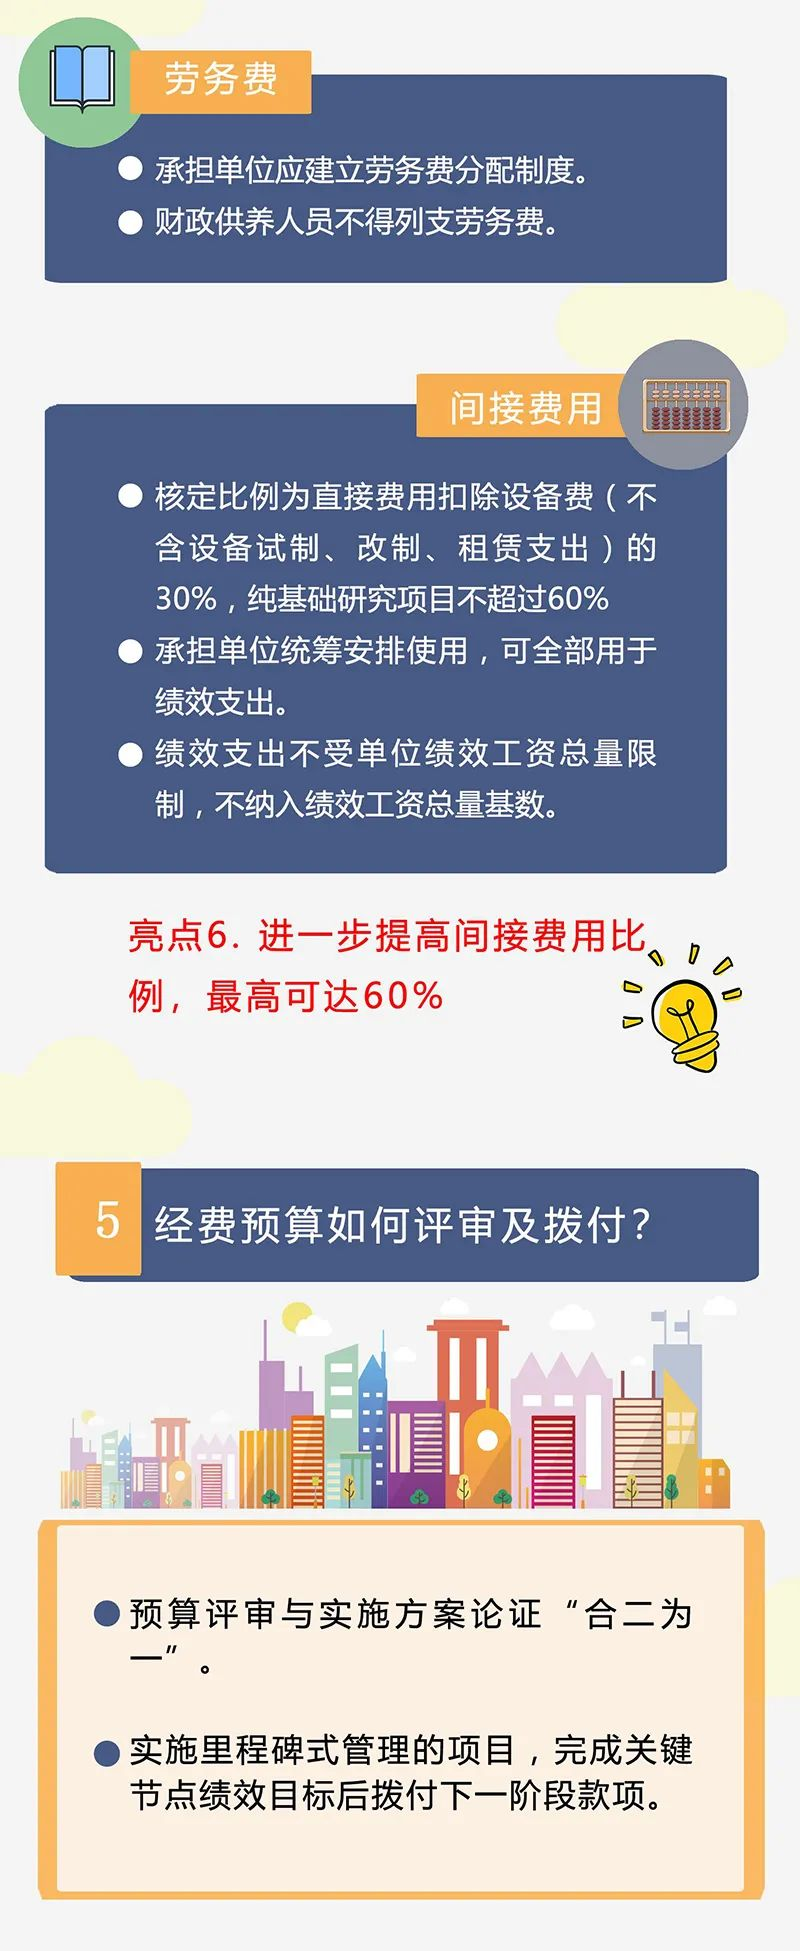 劳务费
承担单位应建立劳务费分配制度。
财政供养人员不得列支劳务费。
间接费用
核定比例为直接费用扣除设备费（不
含设备试制、改制、租赁支出）的
30%，纯基础研究项目不超过60%
承担单位统筹安排使用，可全部用于
绩效支出。
绩效支出不受单位绩效工资总量限
制，不纳入绩效工资总量基数。
亮点6. 进一步提高间接费用比
例，最高可达60%
5 经费预算如何评审及拨付？
预算评审与实施方案论证“合二为
一”。
实施里程碑式管理的项目，完成关键
节点绩效目标后拨付下一阶段款项。